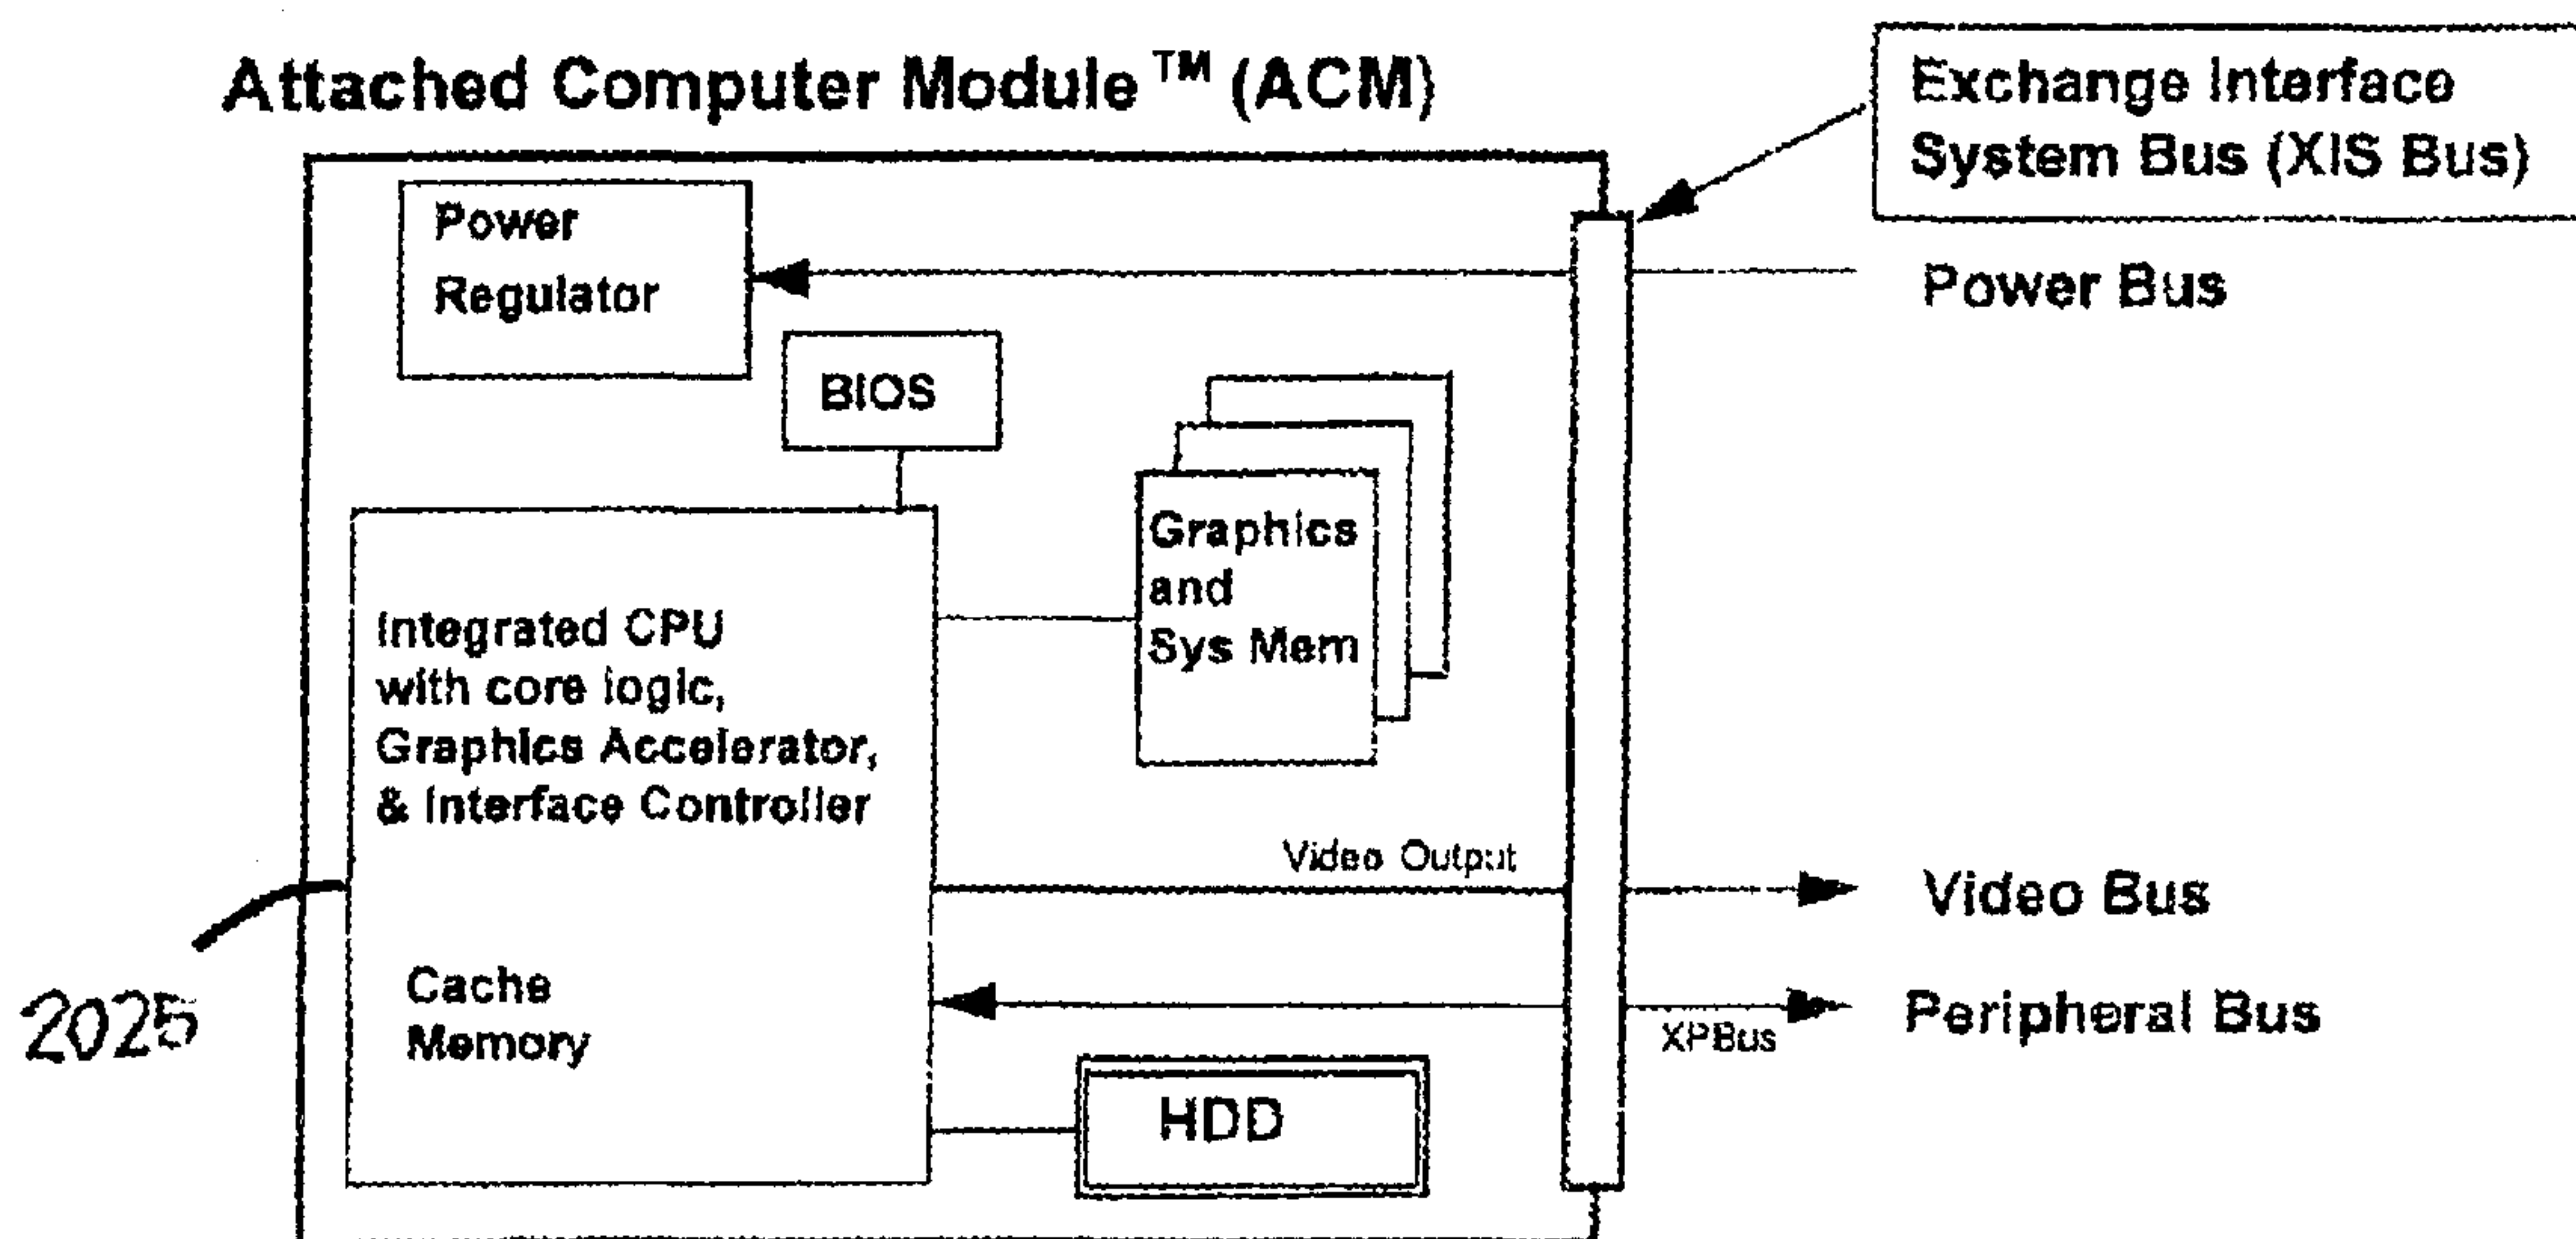 Attached Computer Module™ (ACM)
Exchange Interface
System Bus (XIS Bus)
Power
Regulator
Power Bus
BIOS
Graphics
and
Sys Mem
Integrated CPU
with core logic,
Graphics Accelerator,
& Interface Controller
Video Output
Video Bus
Cache
Memory
2025
XPBus
Peripheral Bus
HDD